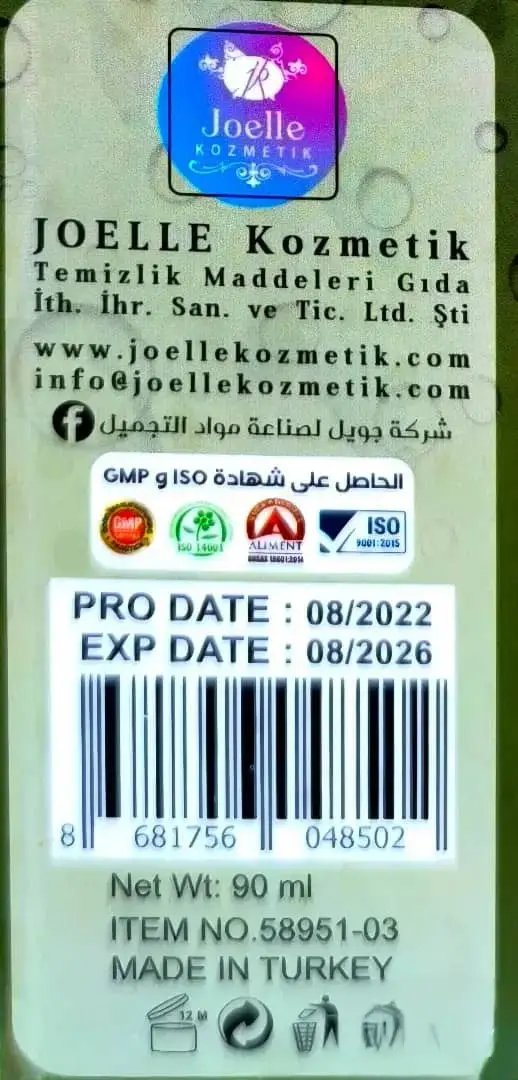 Joelle
KOZMETIK
JOELLE Kozmetik
Temizlik Maddeleri Gıda
İth. İhr. San. ve Tic. Ltd. Şti
www.joellekozmetik.com
info@joellekozmetik.com
شركة جويل لصناعة مواد التجميل
الحاصل على شهادة ISO و GMP
GMP
ISO 14001
ALIMENT
ISO
9001:2015
PRO DATE : 08/2022
EXP DATE : 08/2026
8 681756 048502
Net Wt: 90 ml
ITEM NO.58951-03
MADE IN TURKEY
12 M